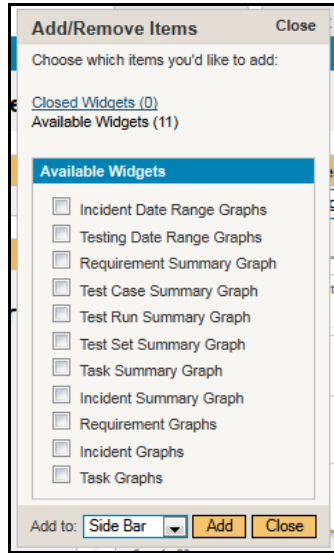 Add/Remove Items Close
Choose which items you'd like to add:
Closed Widgets (0)
Available Widgets (11)
Available Widgets
Incident Date Range Graphs
Testing Date Range Graphs
Requirement Summary Graph
Test Case Summary Graph
Test Run Summary Graph
Test Set Summary Graph
Task Summary Graph
Incident Summary Graph
Requirement Graphs
Incident Graphs
Task Graphs
Add to: Side Bar Add Close